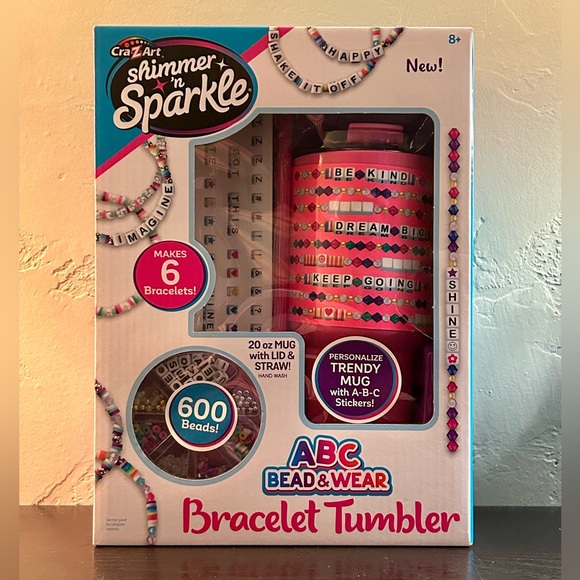 Cra-Z-Art
shimmer
'n
Sparkle
8+
New!
HAPPY
SHAKE IT OFF
IMAGINE
MAKES
6
Bracelets!
BE KIND
DREAM BIG
KEEP GOING
SHINE
20 oz MUG
with LID &
STRAW!
HAND WASH
PERSONALIZE
TRENDY
MUG
with A-B-C
Stickers!
600
Beads!
ABC
BEAD & WEAR
Bracelet Tumbler